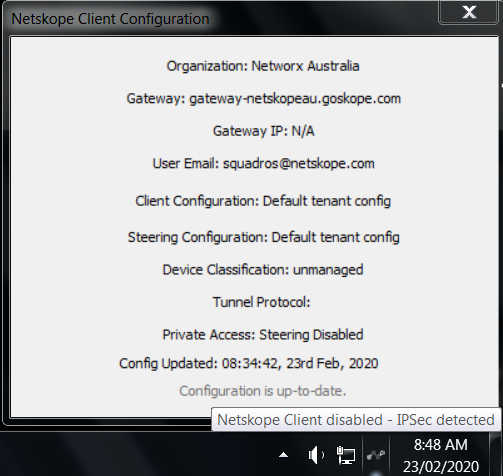 Netskope Client Configuration
Organization: Networx Australia
Gateway: gateway-netskopeau.goskope.com
Gateway IP: N/A
User Email: squadros@netskope.com
Client Configuration: Default tenant config
Steering Configuration: Default tenant config
Device Classification: unmanaged
Tunnel Protocol:
Private Access: Steering Disabled
Config Updated: 08:34:42, 23rd Feb, 2020
Configuration is up-to-date.
Netskope Client disabled - IPSec detected
8:48 AM
23/02/2020